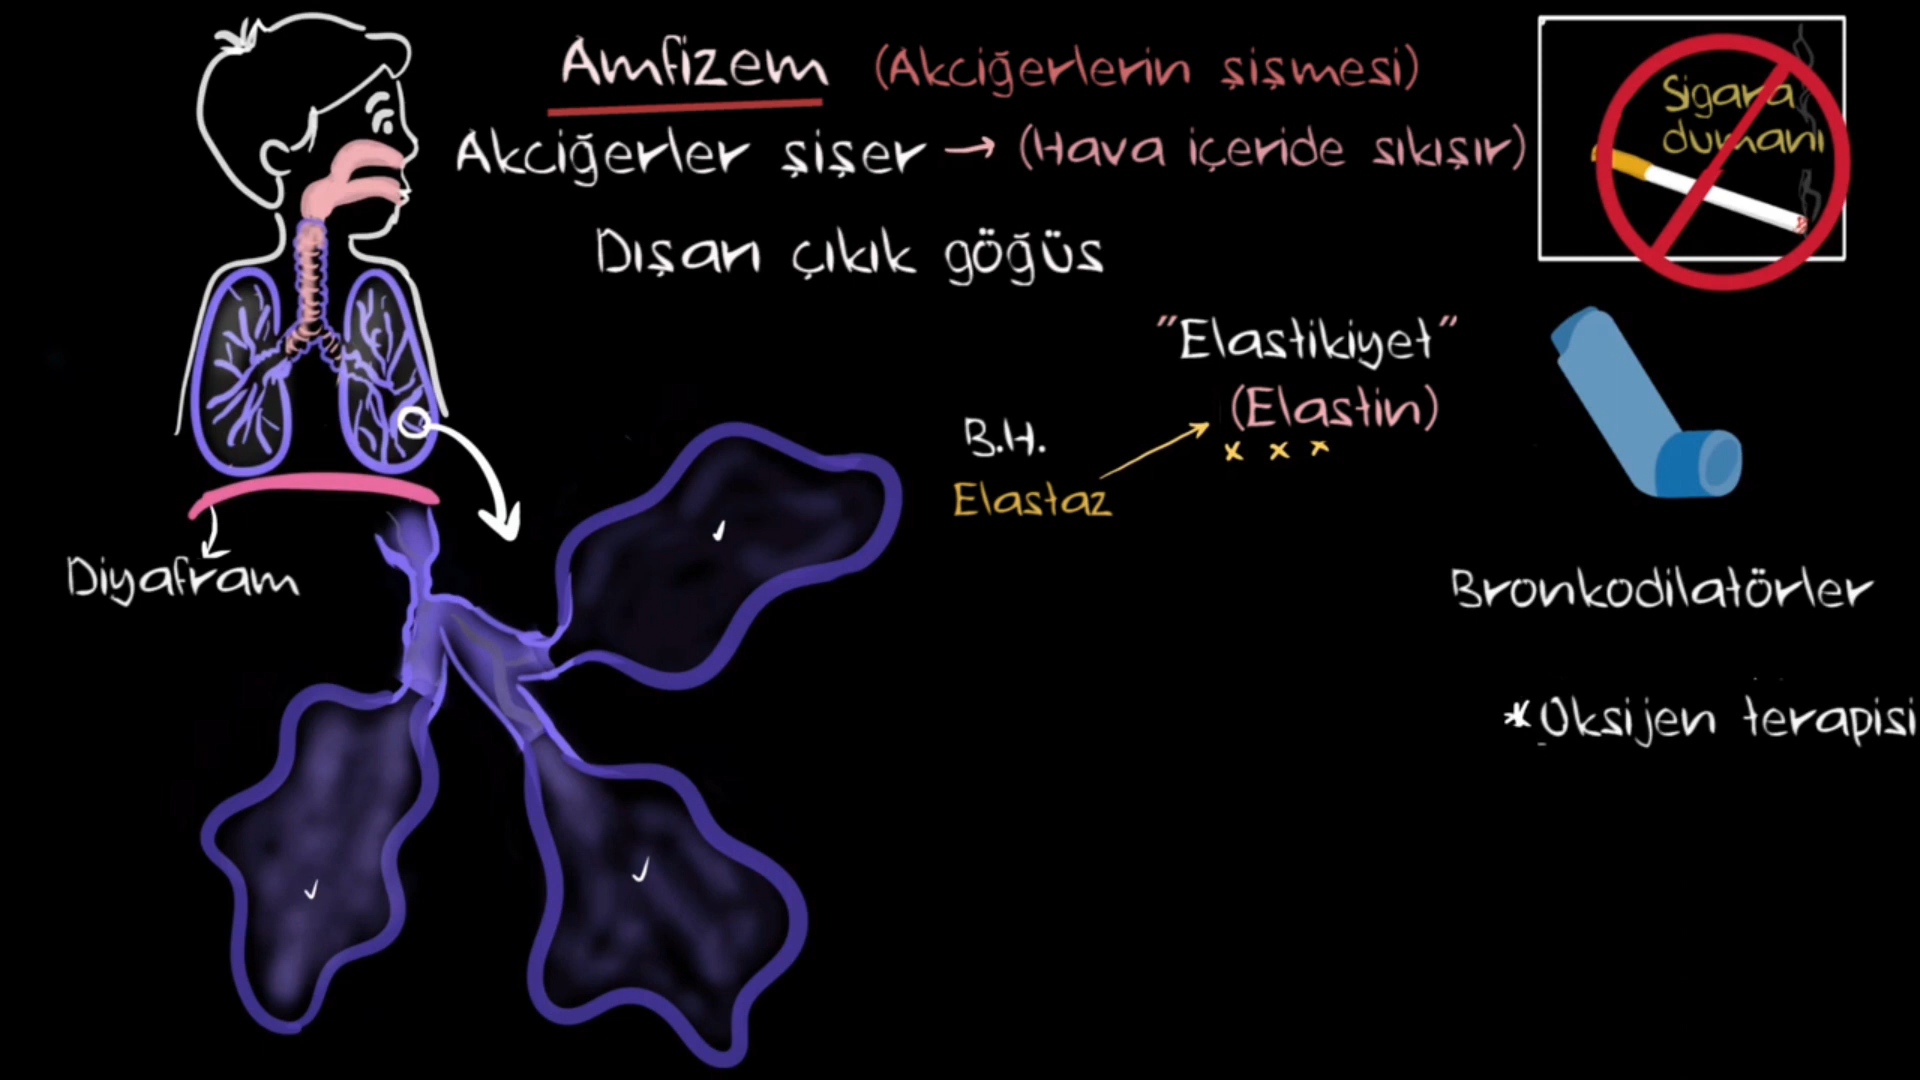 Amfizem (Akciğerlerin şişmesi)
Akciğerler şişer → (Hava içeride sıkışır)
Dışarı çıkık göğüs
Sigara
dumanı
"Elastikiyet"
(Elastin)
x x x
B.H.
Elastaz
Diyafram
Bronkodilatörler
*Oksijen terapisi